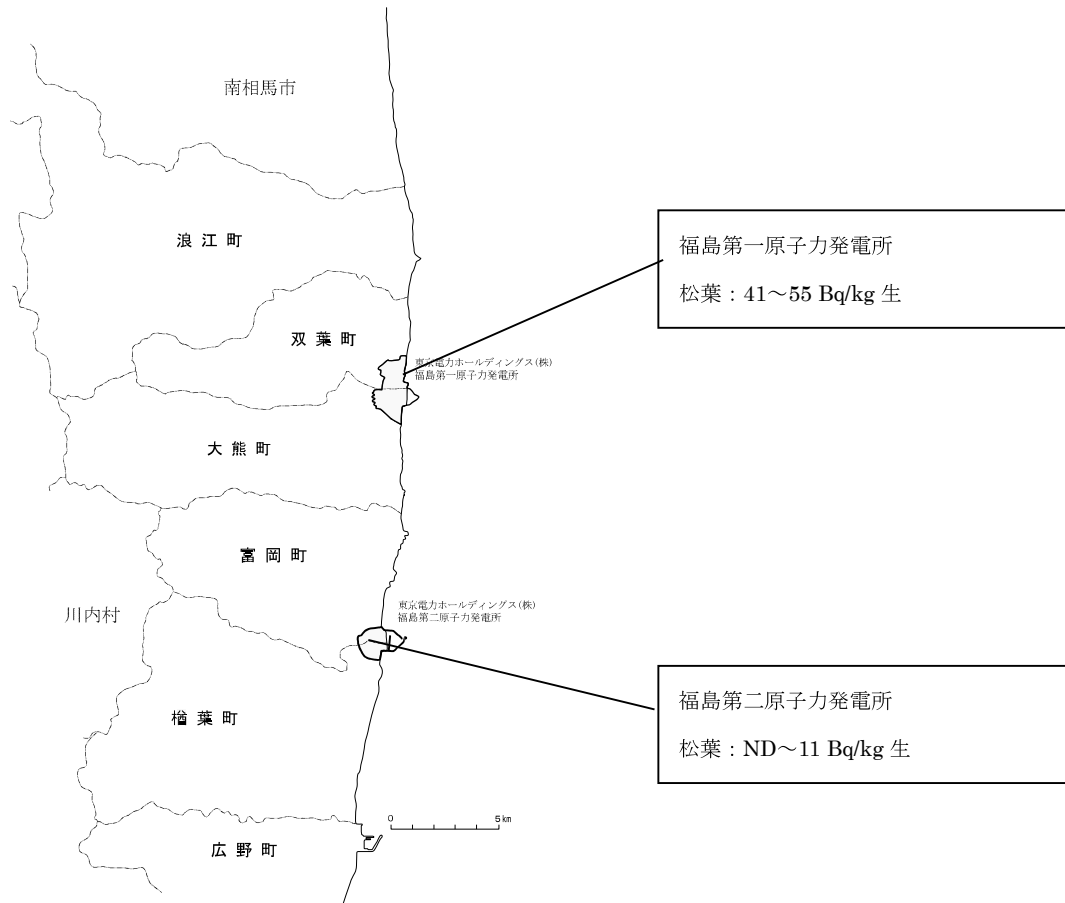 南相馬市
浪江町
福島第一原子力発電所
松葉：41～55 Bq/kg 生
双葉町
東京電力ホールディングス(株)
福島第一原子力発電所
大熊町
富岡町
川内村
東京電力ホールディングス(株)
福島第二原子力発電所
福島第二原子力発電所
松葉：ND～11 Bq/kg 生
楢葉町
0 5km
広野町